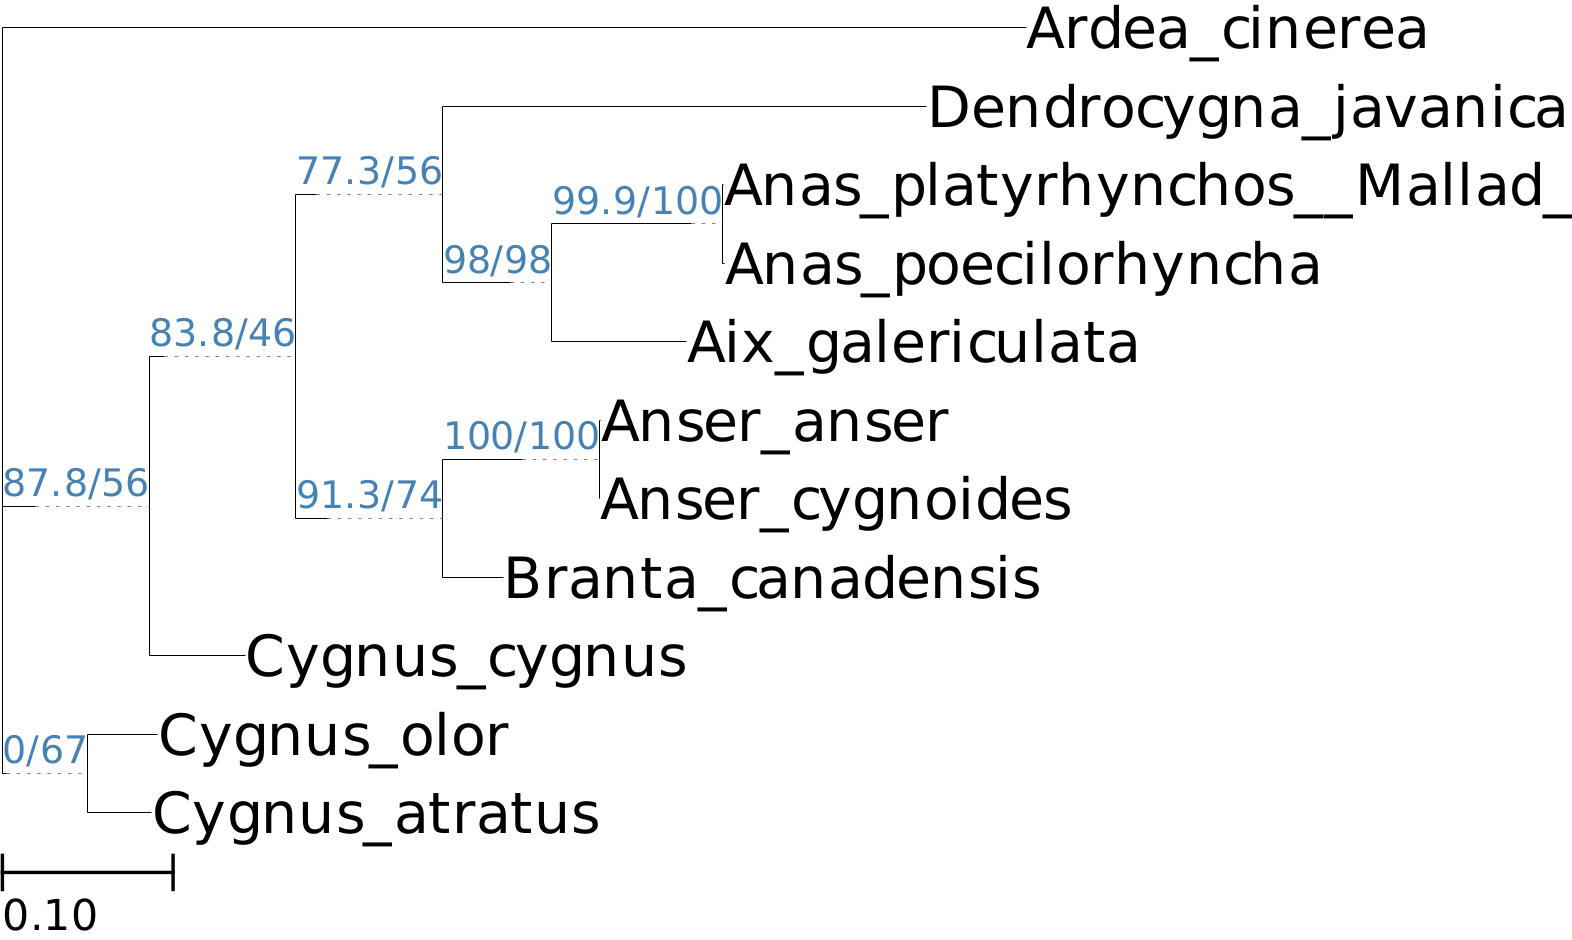 Ardea_cinerea
Dendrocygna_javanica
77.3/56
99.9/100
Anas_platyrhynchos__Mallad_
98/98
Anas_poecilorhyncha
83.8/46
Aix_galericulata
100/100
Anser_anser
87.8/56
91.3/74
Anser_cygnoides
Branta_canadensis
Cygnus_cygnus
0/67
Cygnus_olor
Cygnus_atratus
0.10